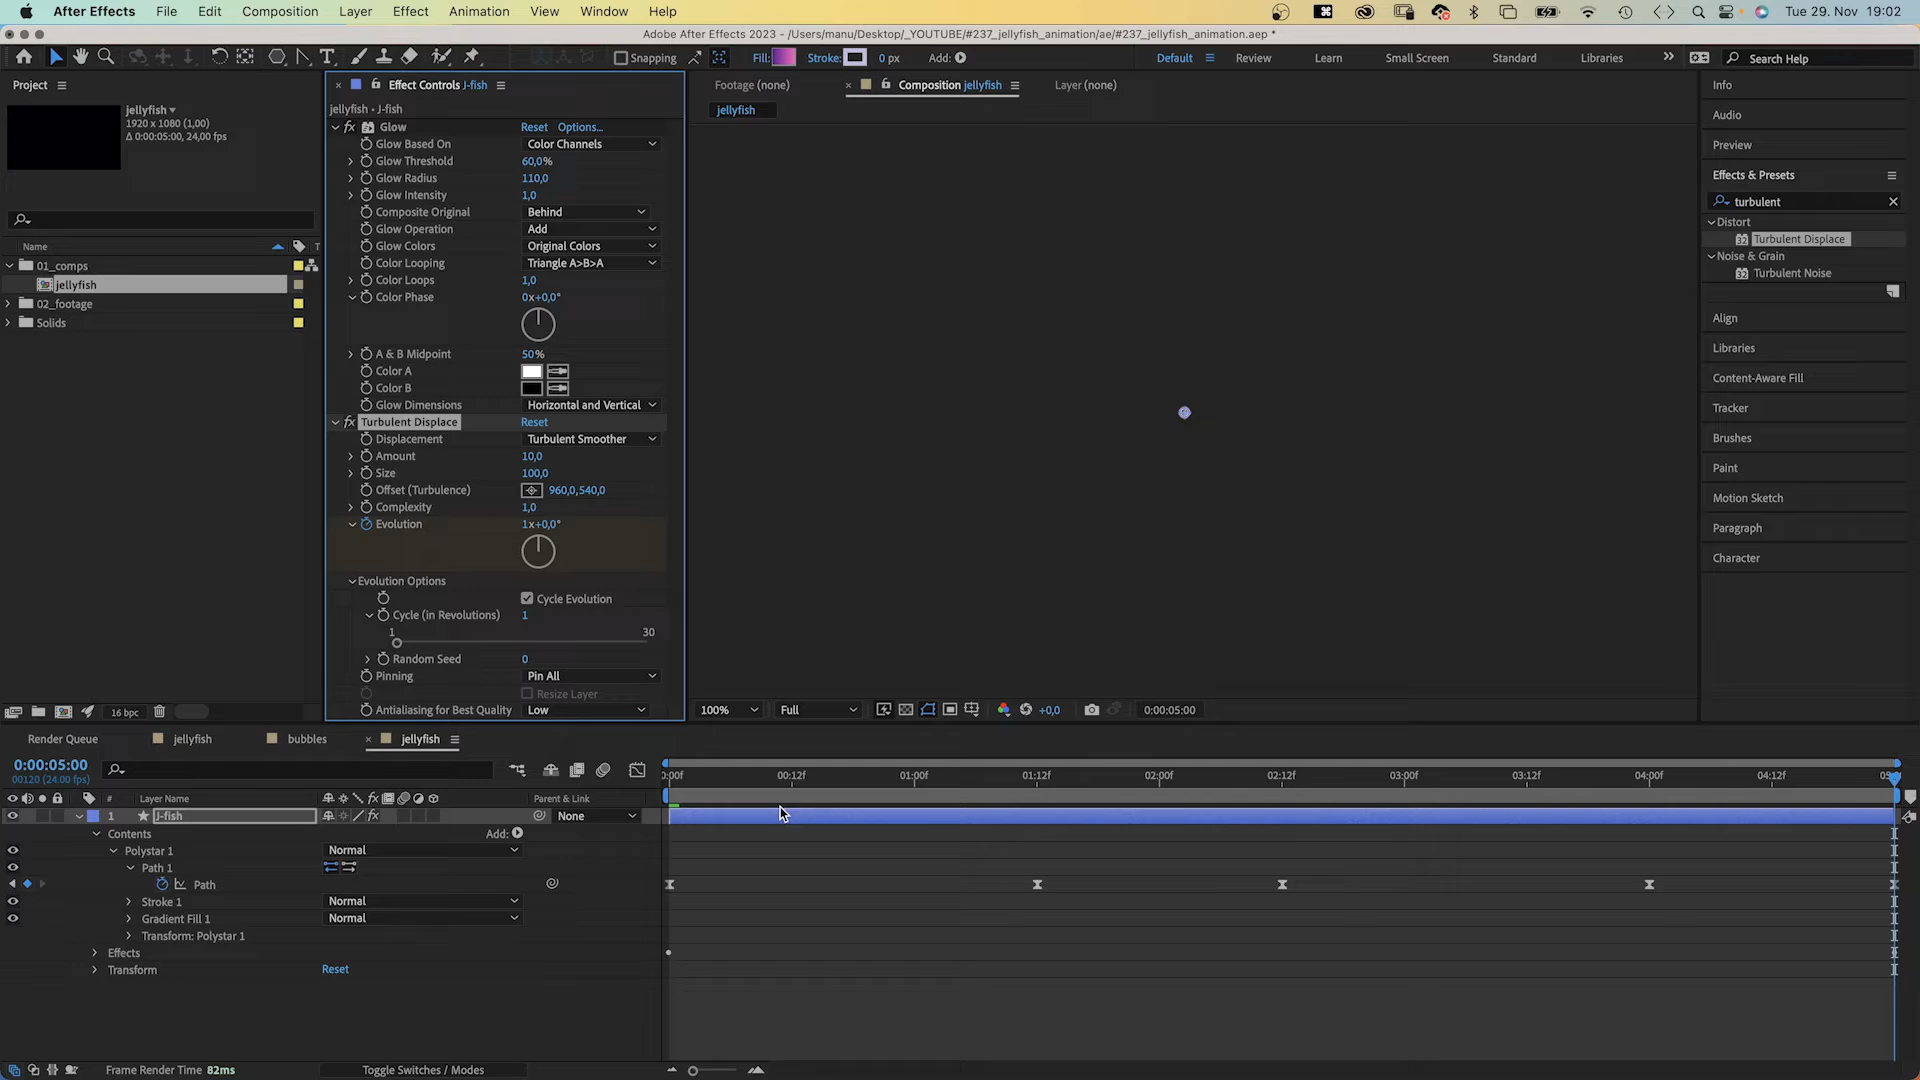 After Effects File Edit Composition Layer Effect Animation View Window Help Tue 29. Nov 19:02
Adobe After Effects 2023 - /Users/manu/Desktop/_YOUTUBE/#237_jellyfish_animation/ae/#237_jellyfish_animation.aep *
Snapping Fill: Stroke: 0 px Add: Default Review Learn Small Screen Standard Libraries Search Help
Project
jellyfish
1920 x 1080 (1,00)
Δ 0:00:05:00, 24,00 fps
Name T
01_comps
jellyfish
02_footage
Solids
16 bpc
Effect Controls J-fish
jellyfish • J-fish
fx Glow Reset Options...
Glow Based On Color Channels
Glow Threshold 60,0%
Glow Radius 110,0
Glow Intensity 1,0
Composite Original Behind
Glow Operation Add
Glow Colors Original Colors
Color Looping Triangle A>B>A
Color Loops 1,0
Color Phase 0x+0,0°
A & B Midpoint 50%
Color A
Color B
Glow Dimensions Horizontal and Vertical
fx Turbulent Displace Reset
Displacement Turbulent Smoother
Amount 10,0
Size 100,0
Offset (Turbulence) 960,0,540,0
Complexity 1,0
Evolution 1x+0,0°
Evolution Options
Cycle Evolution
Cycle (in Revolutions) 1
1 30
Random Seed 0
Pinning Pin All
Resize Layer
Antialiasing for Best Quality Low
Footage (none) Composition jellyfish Layer (none)
jellyfish
100% Full +0,0 0:00:05:00
Info
Audio
Preview
Effects & Presets
turbulent
Distort
32 Turbulent Displace
Noise & Grain
32 Turbulent Noise
Align
Libraries
Content-Aware Fill
Tracker
Brushes
Paint
Motion Sketch
Paragraph
Character
Render Queue jellyfish bubbles jellyfish
0:00:05:00
00120 (24.00 fps)
00:12f 01:00f 01:12f 02:00f 02:12f 03:00f 03:12f 04:00f 04:12f
# Layer Name fx Parent & Link
1 J-fish fx None
Contents Add:
Polystar 1 Normal
Path 1
Path
Stroke 1 Normal
Gradient Fill 1 Normal
Transform: Polystar 1
Effects
Transform Reset
Frame Render Time 82ms Toggle Switches / Modes